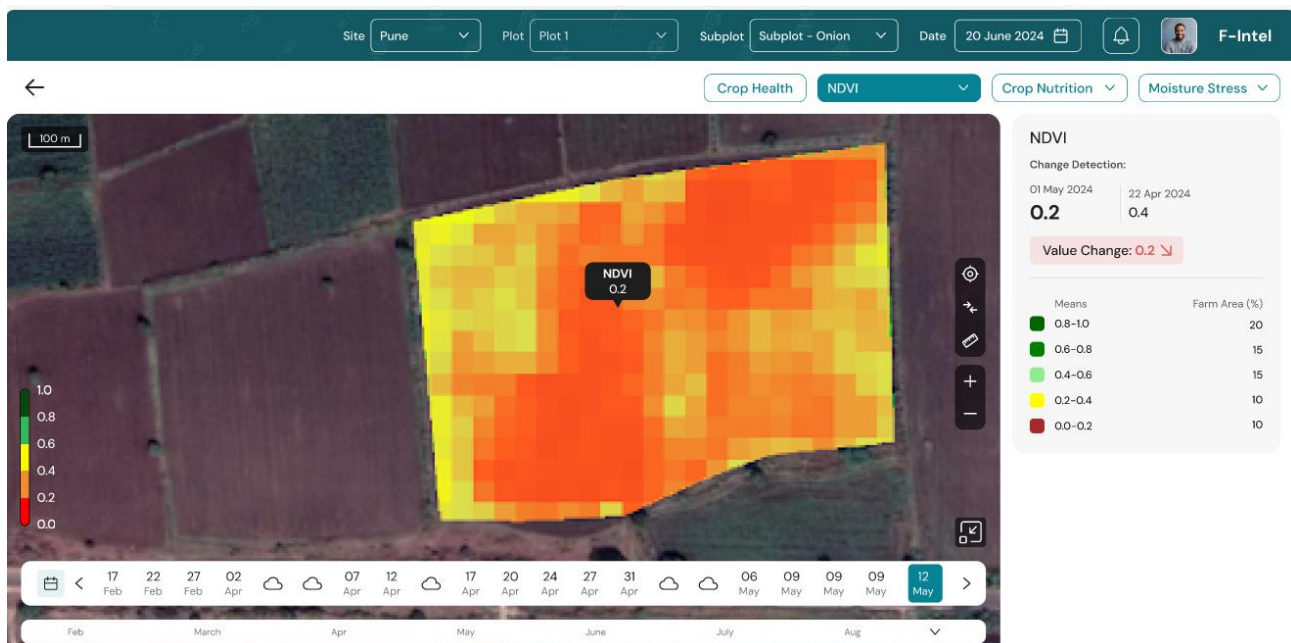 Site Pune Plot Plot 1 Subplot Subplot - Onion Date 20 June 2024 F-Intel
Crop Health NDVI Crop Nutrition Moisture Stress
100 m
NDVI
0.2
1.0
0.8
0.6
0.4
0.2
0.0
NDVI
Change Detection:
01 May 2024 22 Apr 2024
0.2 0.4
Value Change: 0.2
Means Farm Area (%)
0.8-1.0 20
0.6-0.8 15
0.4-0.6 15
0.2-0.4 10
0.0-0.2 10
17 22 27 02 07 12 17 20 24 27 31 06 09 09 09 12
Feb Feb Feb Apr Apr Apr Apr Apr Apr Apr Apr May May May May May
Feb March Apr May June July Aug